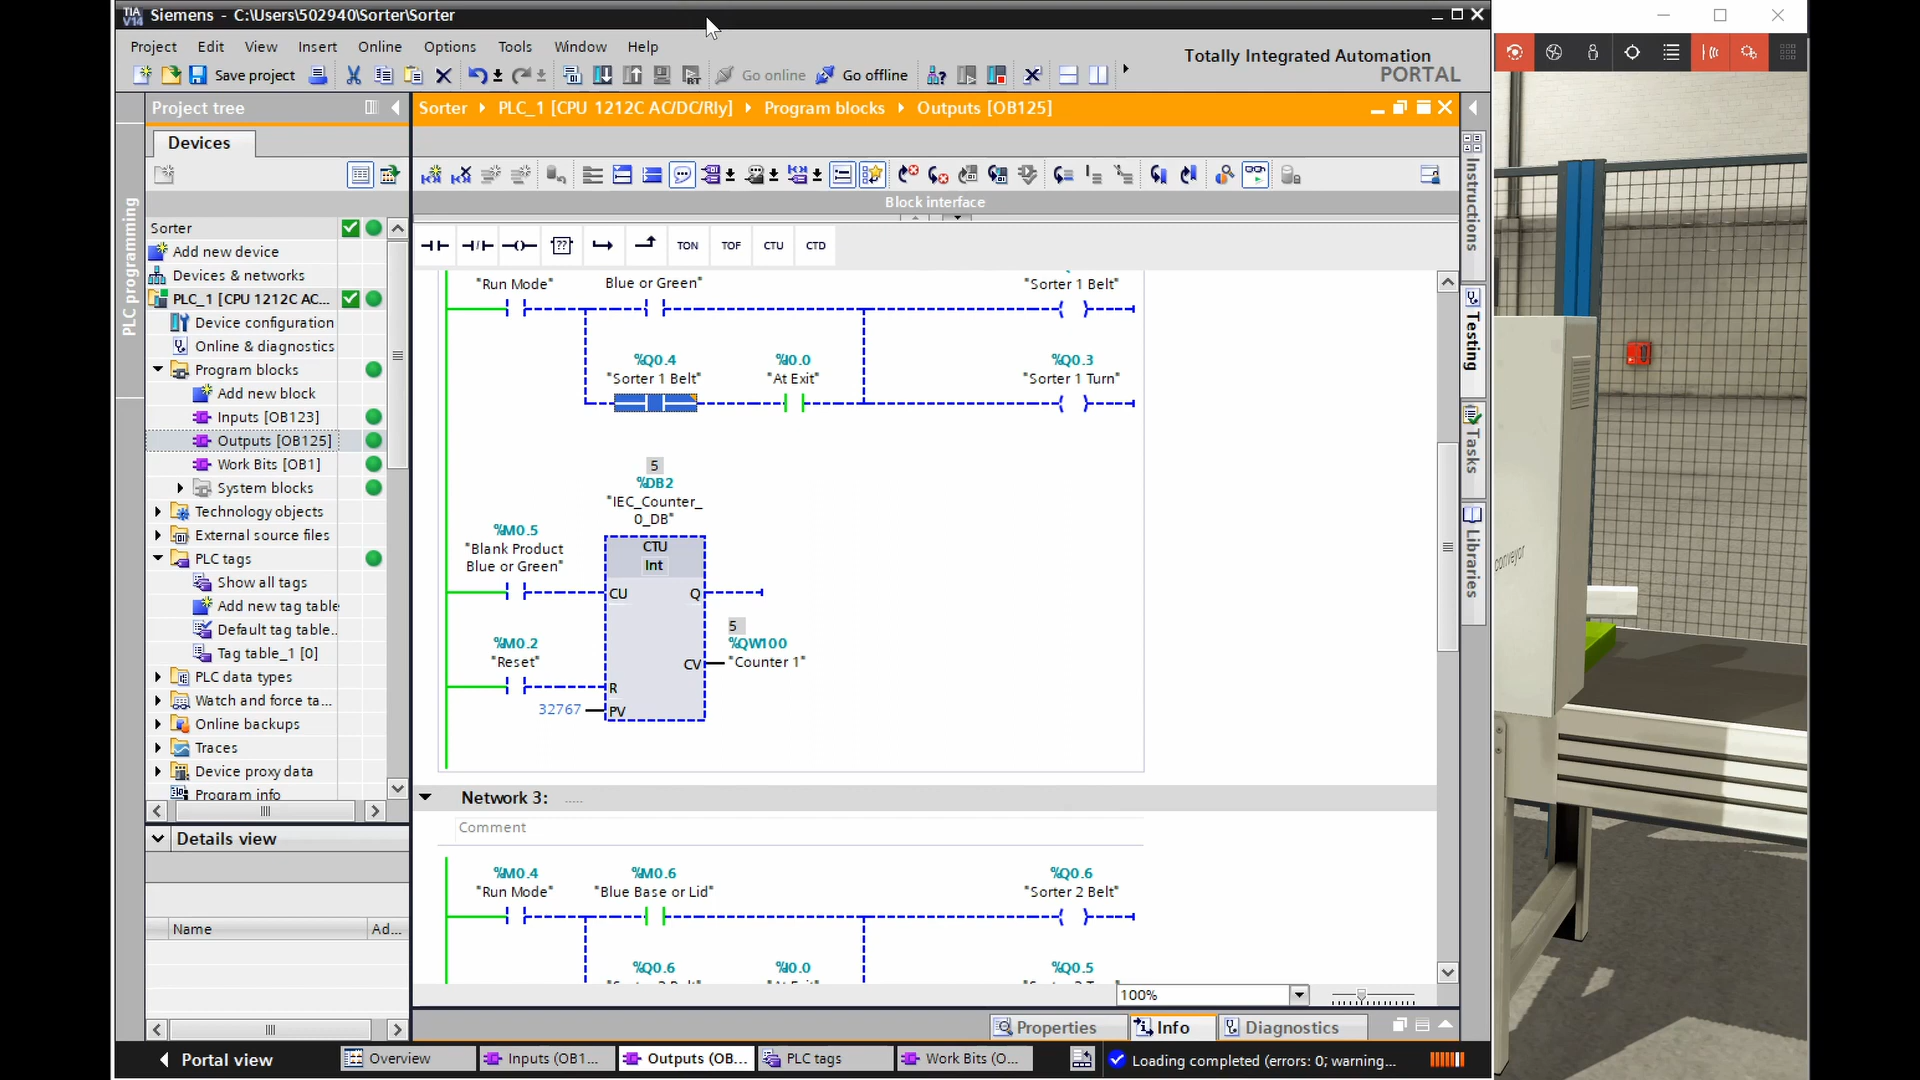 TIA V14 Siemens - C:\Users\502940\Sorter\Sorter
Project Edit View Insert Online Options Tools Window Help
Totally Integrated Automation
PORTAL
Save project Go online Go offline
Project tree
Sorter PLC_1 [CPU 1212C AC/DC/Rly] Program blocks Outputs [OB125]
Devices
Block interface
TON TOF CTU CTD
PLC programming
Sorter
Add new device
Devices & networks
PLC_1 [CPU 1212C AC...
Device configuration
Online & diagnostics
Program blocks
Add new block
Inputs [OB123]
Outputs [OB125]
Work Bits [OB1]
System blocks
Technology objects
External source files
PLC tags
Show all tags
Add new tag table
Default tag table..
Tag table_1 [0]
PLC data types
Watch and force ta...
Online backups
Traces
Device proxy data
Program info
Details view
Name Ad...
"Run Mode" Blue or Green" "Sorter 1 Belt"
%Q0.4 %I0.0 %Q0.3
"Sorter 1 Belt" "At Exit" "Sorter 1 Turn"
5
%DB2
"IEC_Counter_
0_DB"
%M0.5
"Blank Product
Blue or Green"
CTU
Int
CU Q
5
%M0.2 %QW100
"Reset" CV "Counter 1"
R
32767 PV
Network 3: .....
Comment
%M0.4 %M0.6 %Q0.6
"Run Mode" "Blue Base or Lid" "Sorter 2 Belt"
%Q0.6 %I0.0 %Q0.5
100%
Properties Info Diagnostics
Instructions
Testing
Tasks
Libraries
Portal view Overview Inputs (OB1... Outputs (OB... PLC tags Work Bits (O... Loading completed (errors: 0; warning...
conveyor